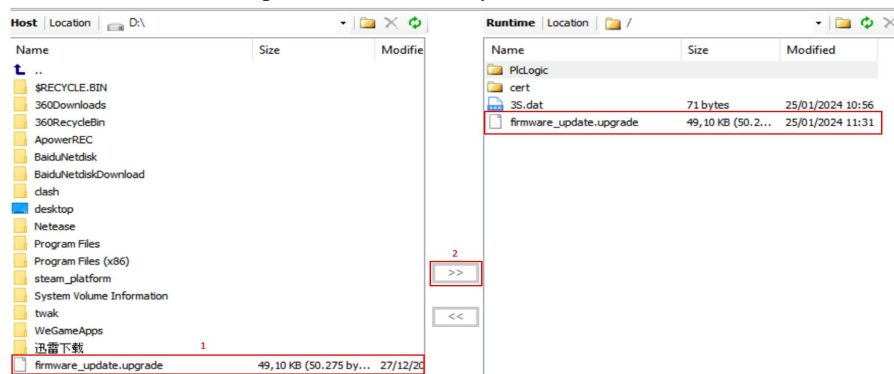 Host Location D:\
Name Size Modifie
..
$RECYCLE.BIN
360Downloads
360RecycleBin
ApowerREC
BaiduNetdisk
BaiduNetdiskDownload
clash
desktop
Netease
Program Files
Program Files (x86)
steam_platform
System Volume Information
twak
WeGameApps
迅雷下载 1
firmware_update.upgrade 49,10 KB (50.275 by... 27/12/20
2
>>
<<
Runtime Location /
Name Size Modified
PlcLogic
cert
3S.dat 71 bytes 25/01/2024 10:56
firmware_update.upgrade 49,10 KB (50.2... 25/01/2024 11:31